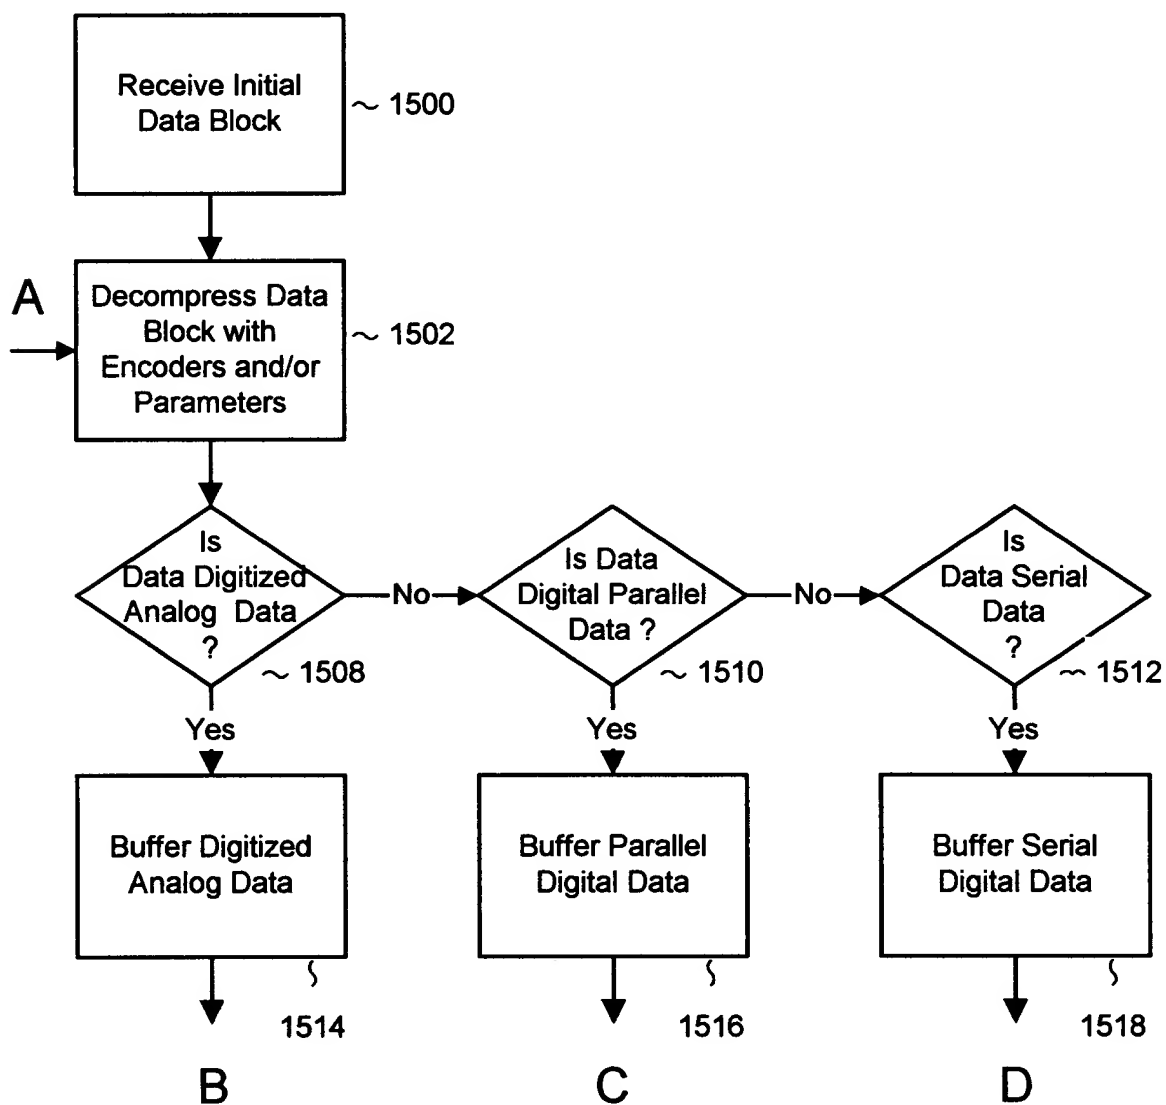 Receive Initial
Data Block
~ 1500
A
Decompress Data
Block with
Encoders and/or
Parameters
~ 1502
Is
Data Digitized
Analog Data
?
~ 1508
No
Is Data
Digital Parallel
Data ?
~ 1510
No
Is
Data Serial
Data
?
~ 1512
Yes
Yes
Yes
Buffer Digitized
Analog Data
1514
Buffer Parallel
Digital Data
1516
Buffer Serial
Digital Data
1518
B
C
D